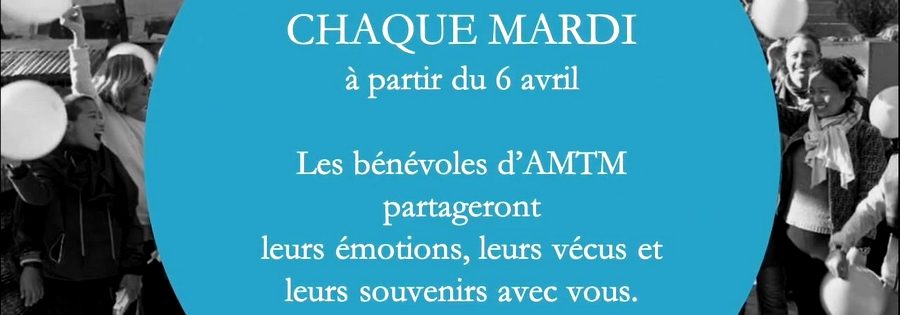 CHAQUE MARDI
à partir du 6 avril
Les bénévoles d’AMTM
partageront
leurs émotions, leurs vécus et
leurs souvenirs avec vous.